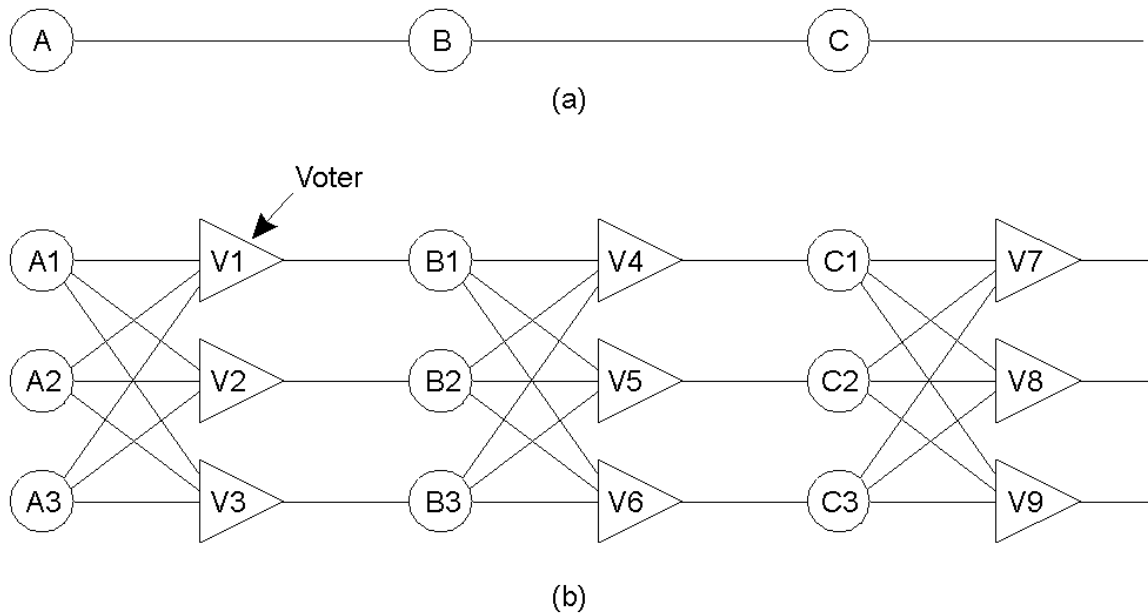 A B C
(a)
Voter
A1 V1 B1 V4 C1 V7
A2 V2 B2 V5 C2 V8
A3 V3 B3 V6 C3 V9
(b)